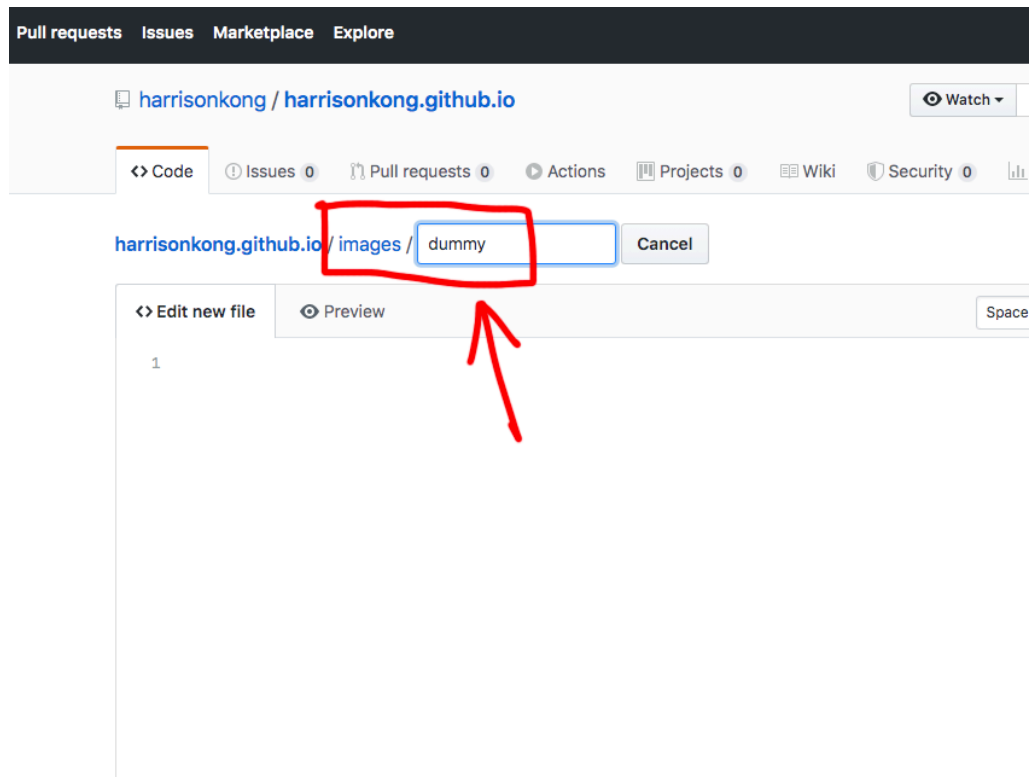 Pull requests Issues Marketplace Explore
harrisonkong / harrisonkong.github.io
Watch
<> Code Issues 0 Pull requests 0 Actions Projects 0 Wiki Security 0
harrisonkong.github.io / images / dummy Cancel
<> Edit new file Preview Space
1